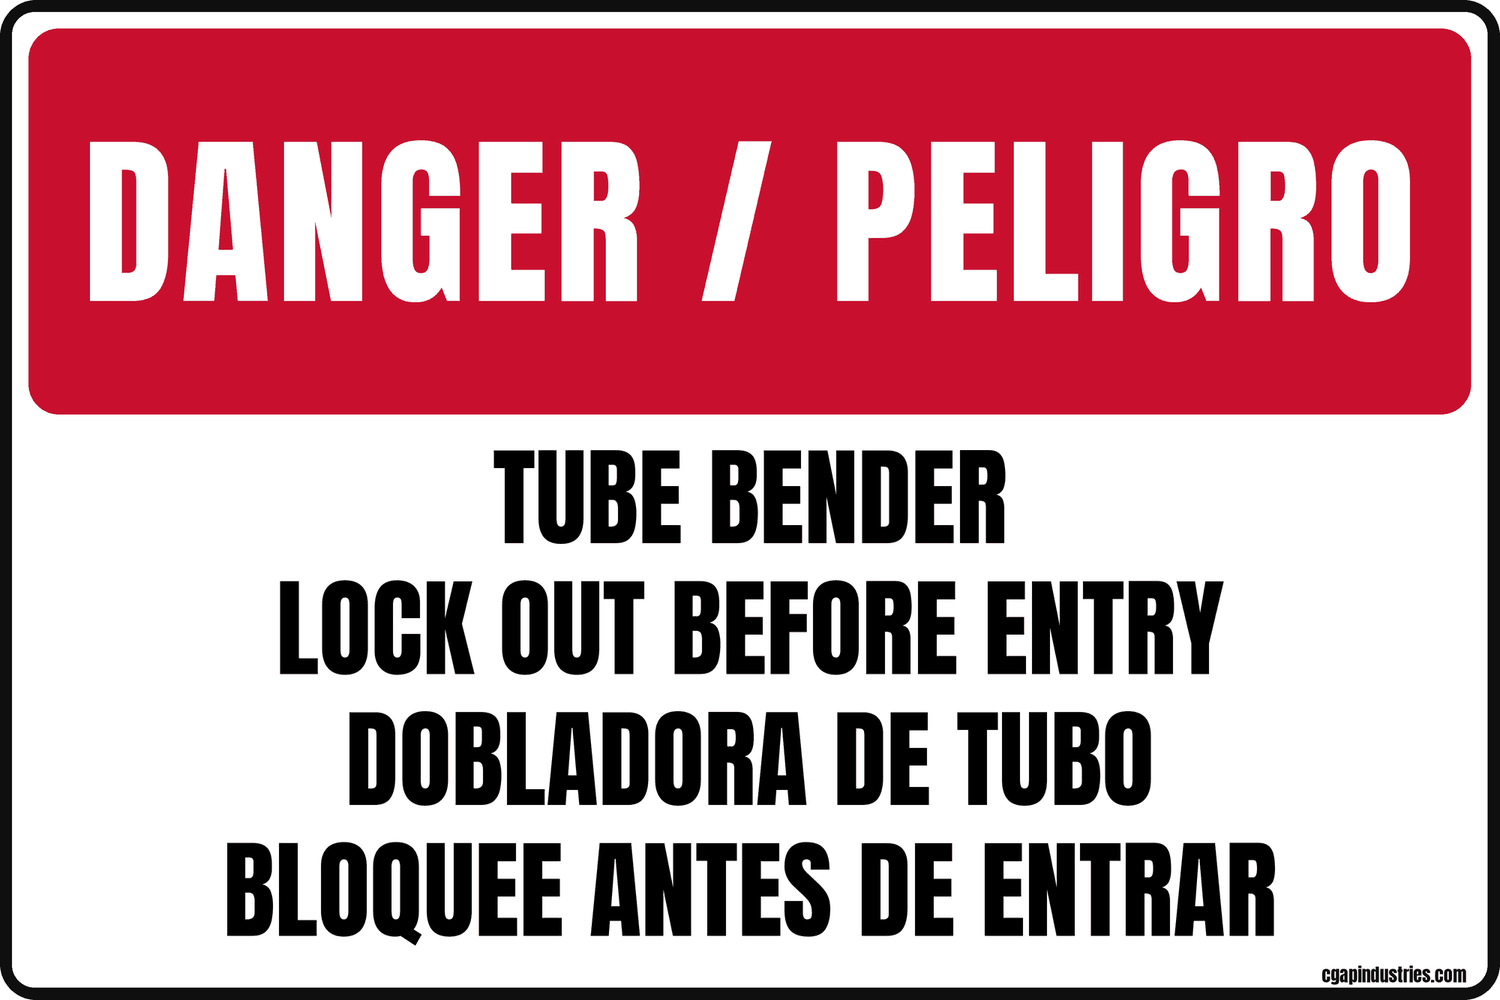 DANGER / PELIGRO
TUBE BENDER
LOCK OUT BEFORE ENTRY
DOBLADORA DE TUBO
BLOQUEE ANTES DE ENTRAR
cgapindustries.com